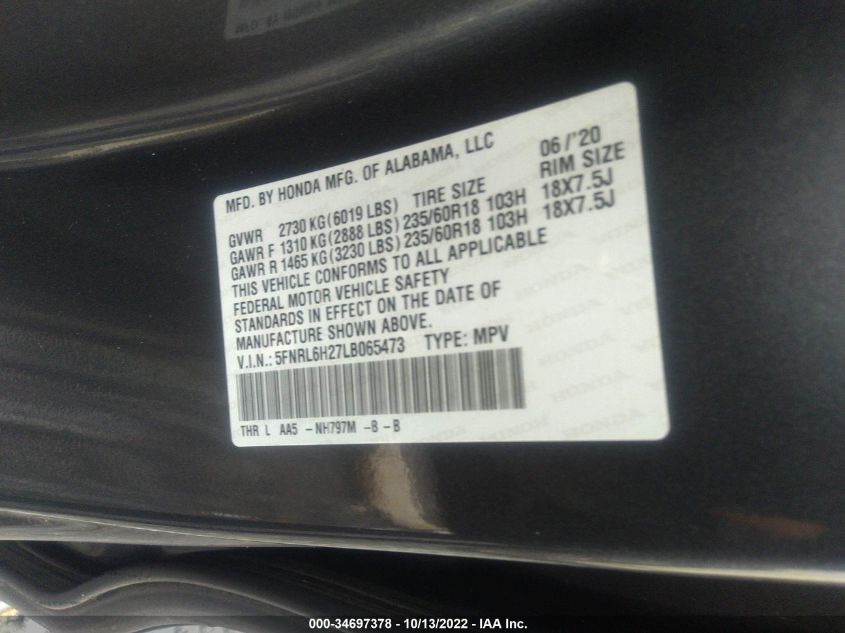 MFD. BY HONDA MFG. OF ALABAMA, LLC 06/'20
TIRE SIZE RIM SIZE
GVWR 2730 KG(6019 LBS)
GAWR F 1310 KG(2888 LBS) 235/60R18 103H 18X7.5J
GAWR R 1465 KG(3230 LBS) 235/60R18 103H 18X7.5J
THIS VEHICLE CONFORMS TO ALL APPLICABLE
FEDERAL MOTOR VEHICLE SAFETY
STANDARDS IN EFFECT ON THE DATE OF
MANUFACTURE SHOWN ABOVE.
V.I.N.: 5FNRL6H27LB065473 TYPE: MPV
THR L AA5 -NH797M -B -B
000-34697378 - 10/13/2022 - IAA Inc.